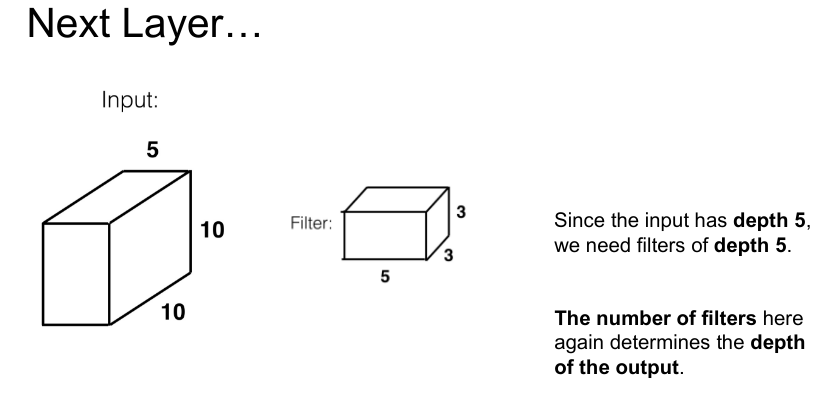 Next Layer…
Input:
5
10
10
Filter:
3
3
5
Since the input has depth 5,
we need filters of depth 5.
The number of filters here
again determines the depth
of the output.